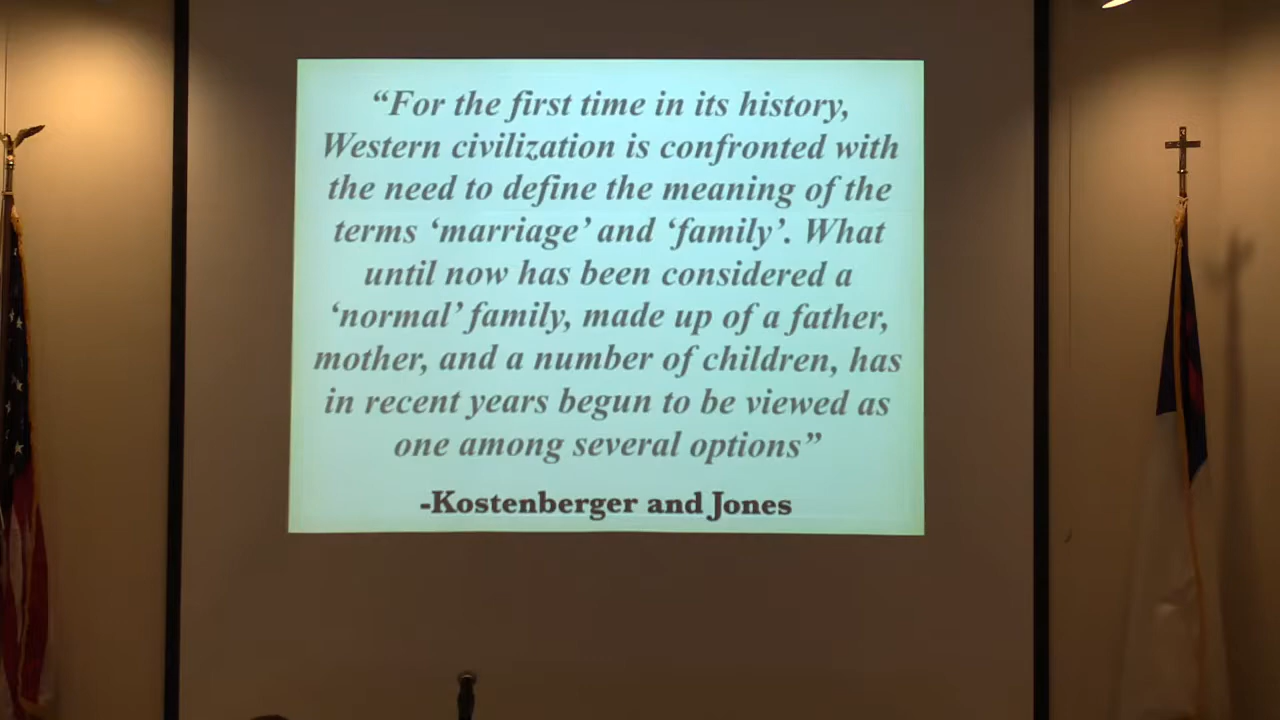 “For the first time in its history,
Western civilization is confronted with
the need to define the meaning of the
terms ‘marriage’ and ‘family’. What
until now has been considered a
‘normal’ family, made up of a father,
mother, and a number of children, has
in recent years begun to be viewed as
one among several options”
-Kostenberger and Jones